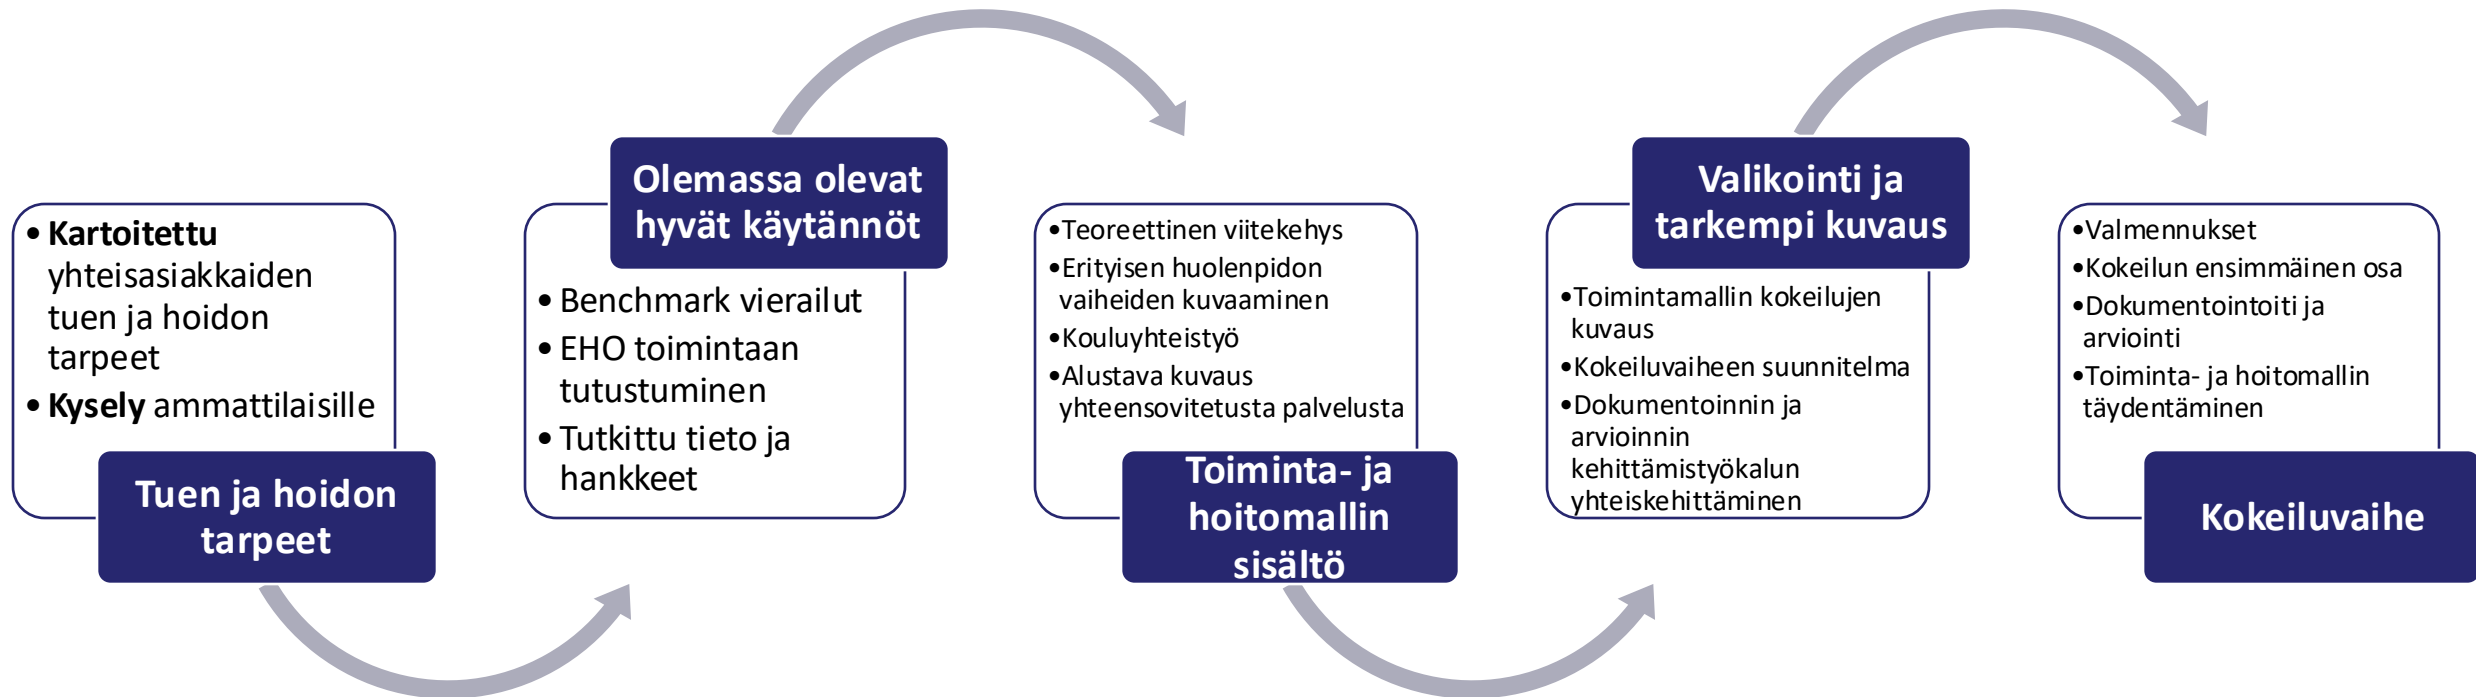 • Kartoitettu
yhteisasiakkaiden
tuen ja hoidon
tarpeet
• Kysely ammattilaisille
Tuen ja hoidon
tarpeet
Olemassa olevat
hyvät käytännöt
• Benchmark vierailut
• EHO toimintaan
tutustuminen
• Tutkittu tieto ja
hankkeet
•Teoreettinen viitekehys
•Erityisen huolenpidon
vaiheiden kuvaaminen
•Kouluyhteistyö
•Alustava kuvaus
yhteensovitetusta palvelusta
Toiminta- ja
hoitomallin
sisältö
Valikointi ja
tarkempi kuvaus
•Toimintamallin kokeilujen
kuvaus
•Kokeiluvaiheen suunnitelma
•Dokumentoinnin ja
arvioinnin
kehittämistyökalun
yhteiskehittäminen
•Valmennukset
•Kokeilun ensimmäinen osa
•Dokumentointoiti ja
arviointi
•Toiminta- ja hoitomallin
täydentäminen
Kokeiluvaihe